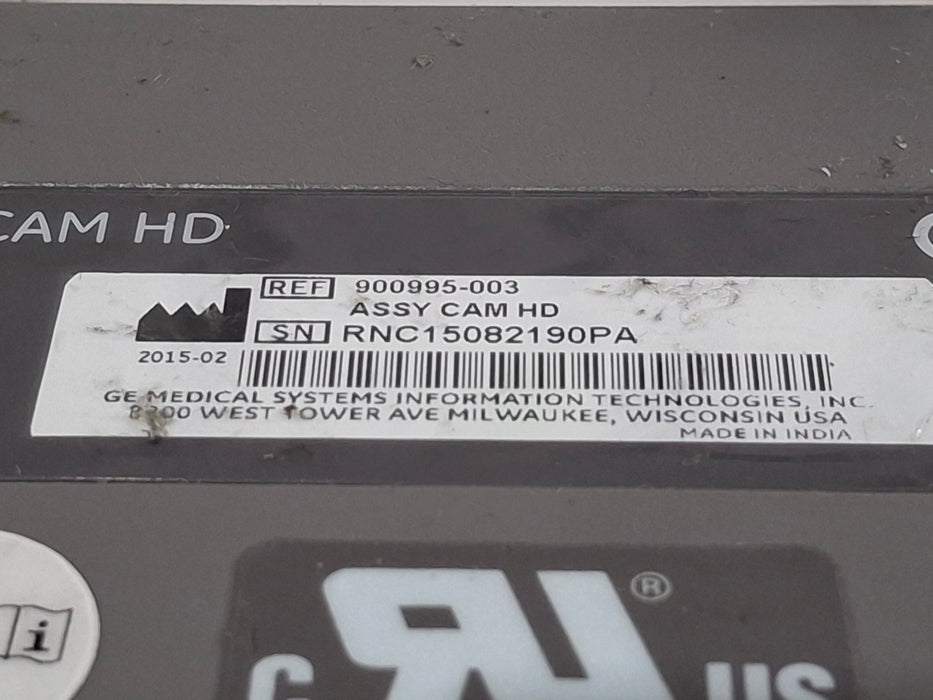 CAM HD
REF 900995-003
ASSY CAM HD
SN RNC15082190PA
2015-02
GE MEDICAL SYSTEMS INFORMATION TECHNOLOGIES, INC.
8200 WEST TOWER AVE MILWAUKEE, WISCONSIN USA
MADE IN INDIA
i
®
C US